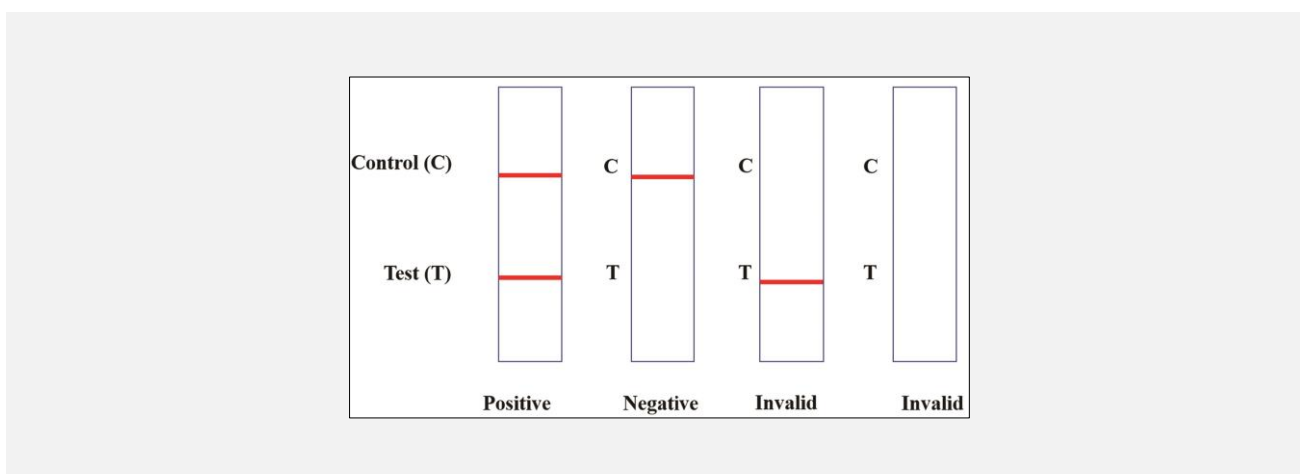 Control (C) C C C
Test (T) T T T
Positive Negative Invalid Invalid